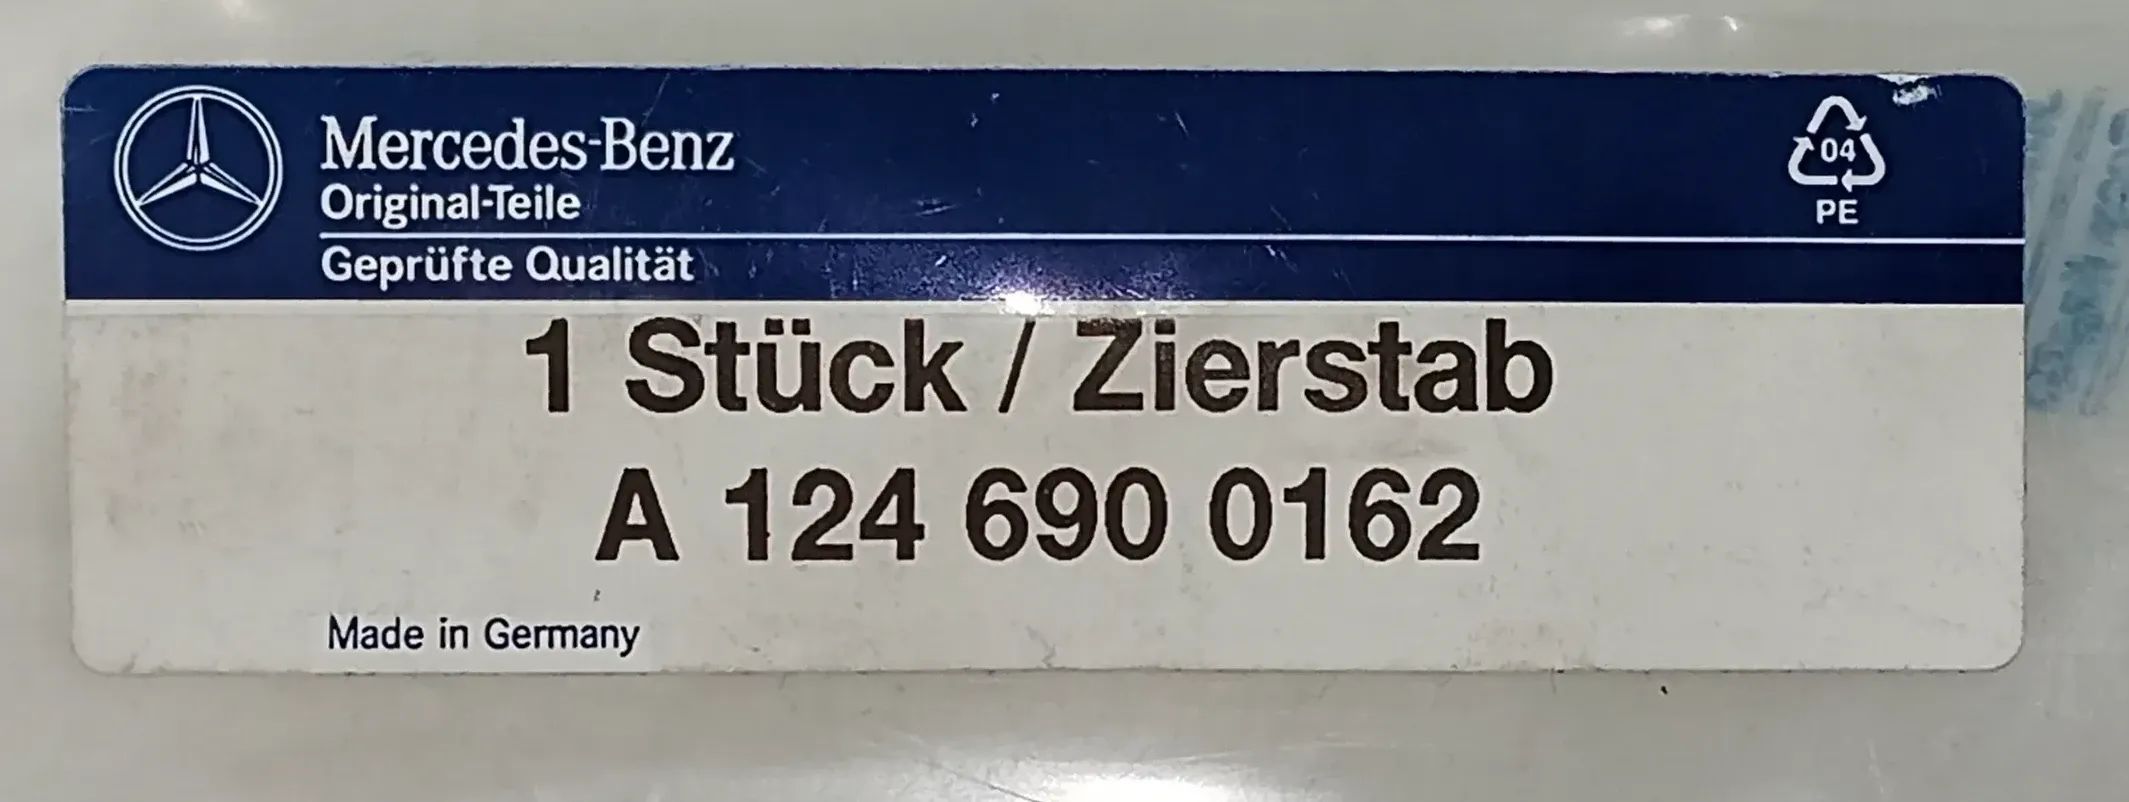 Mercedes-Benz
Original-Teile
Geprüfte Qualität
04
PE
1 Stück / Zierstab
A 124 690 0162
Made in Germany